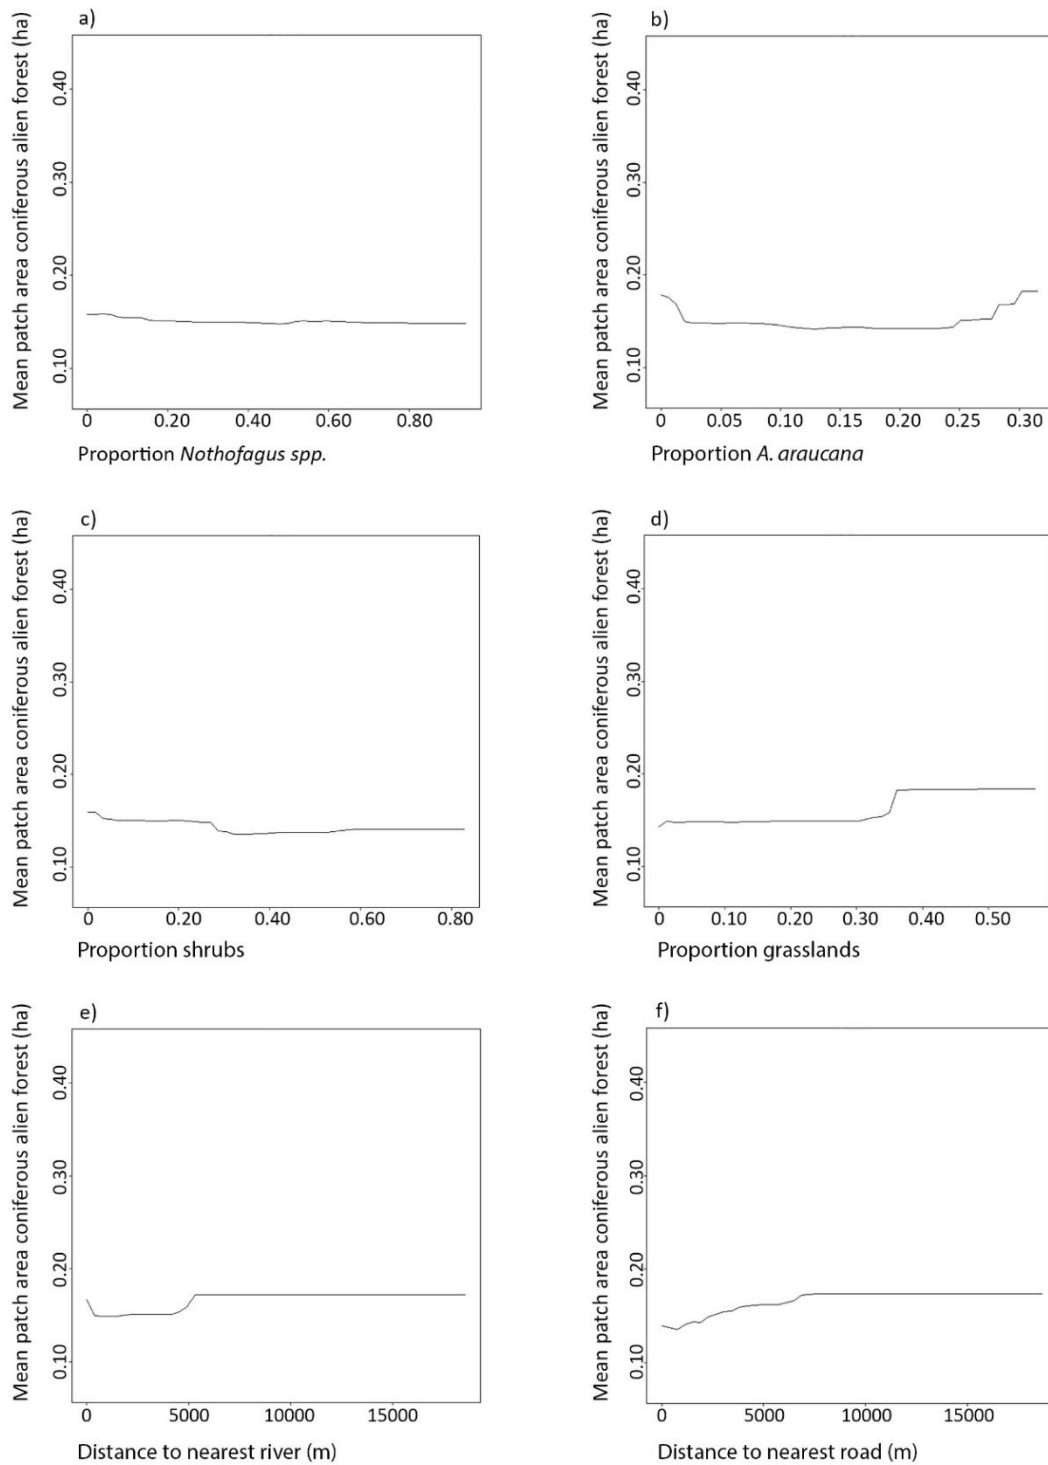 a)
Mean patch area coniferous alien forest (ha)
0.40
0.30
0.20
0.10
0 0.20 0.40 0.60 0.80
Proportion Nothofagus spp.
b)
Mean patch area coniferous alien forest (ha)
0.40
0.30
0.20
0.10
0 0.05 0.10 0.15 0.20 0.25 0.30
Proportion A. araucana
c)
Mean patch area coniferous alien forest (ha)
0.40
0.30
0.20
0.10
0 0.20 0.40 0.60 0.80
Proportion shrubs
d)
Mean patch area coniferous alien forest (ha)
0.40
0.30
0.20
0.10
0 0.10 0.20 0.30 0.40 0.50
Proportion grasslands
e)
Mean patch area coniferous alien forest (ha)
0.40
0.30
0.20
0.10
0 5000 10000 15000
Distance to nearest river (m)
f)
Mean patch area coniferous alien forest (ha)
0.40
0.30
0.20
0.10
0 5000 10000 15000
Distance to nearest road (m)